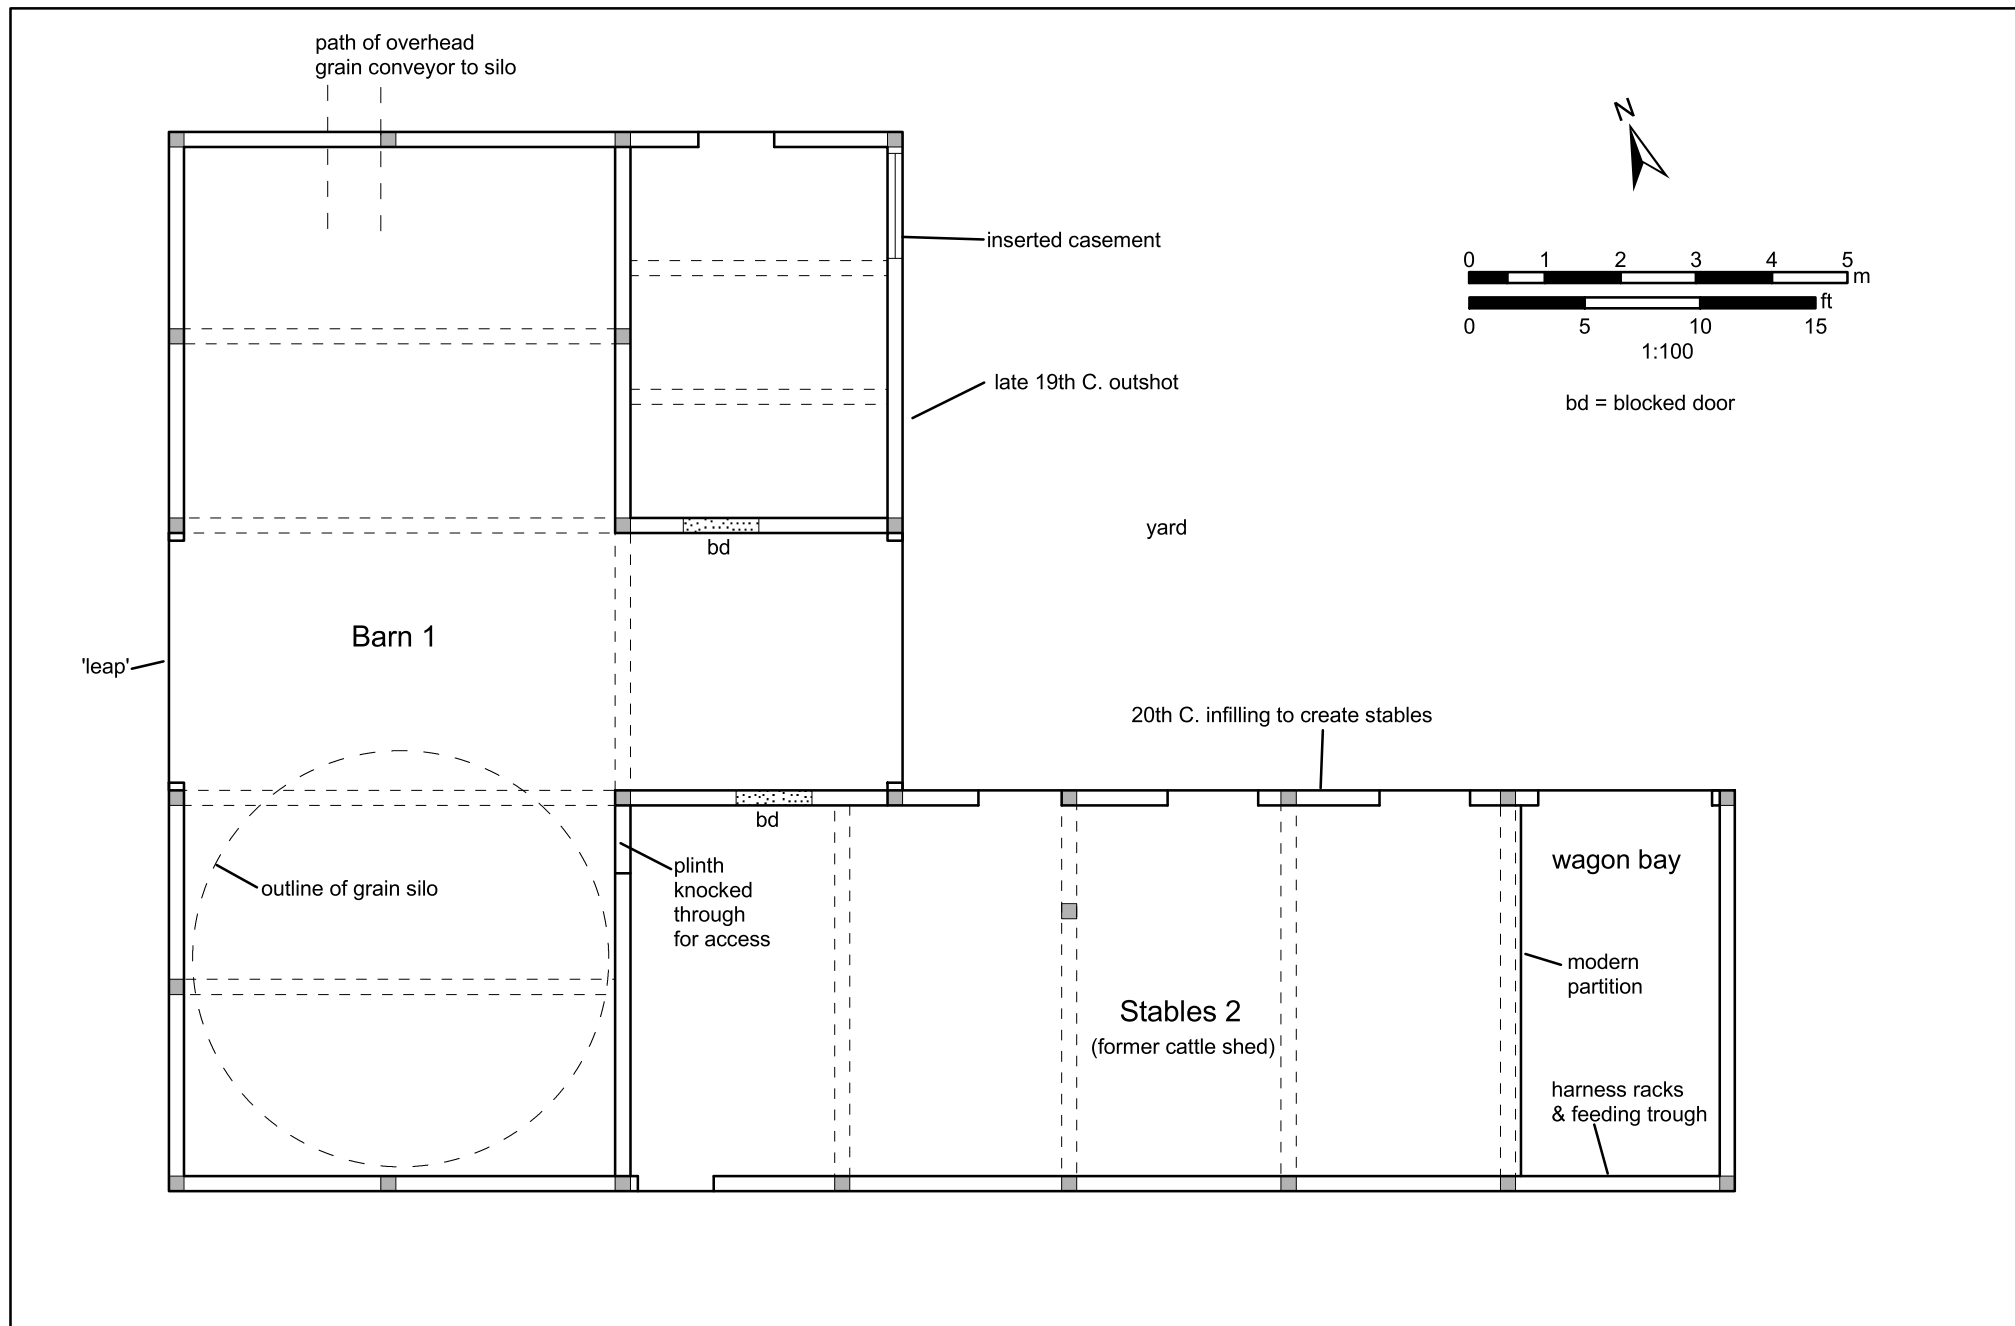 path of overhead
grain conveyor to silo
N
inserted casement
0 1 2 3 4 5
m
ft
0 5 10 15
1:100
late 19th C. outshot
bd = blocked door
yard
bd
Barn 1
'leap'
20th C. infilling to create stables
bd
plinth
knocked
through
for access
outline of grain silo
wagon bay
modern
partition
Stables 2
(former cattle shed)
harness racks
& feeding trough